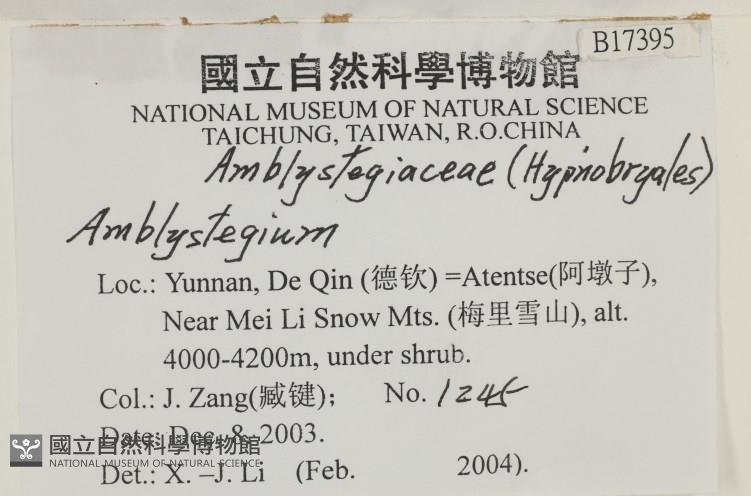 B17395
國立自然科學博物館
NATIONAL MUSEUM OF NATURAL SCIENCE
TAICHUNG, TAIWAN, R.O.CHINA
Amblystegiaceae (Hypnobryales)
Amblystegium
Loc.: Yunnan, De Qin (德钦) =Atentse(阿墩子),
Near Mei Li Snow Mts. (梅里雪山), alt.
4000-4200m, under shrub.
Col.: J. Zang(臧键); No. 1245
Date: Dec. 8, 2003.
國立自然科學博物館
NATIONAL MUSEUM OF NATURAL SCIENCE
Det.: X. –J. Li (Feb. 2004).